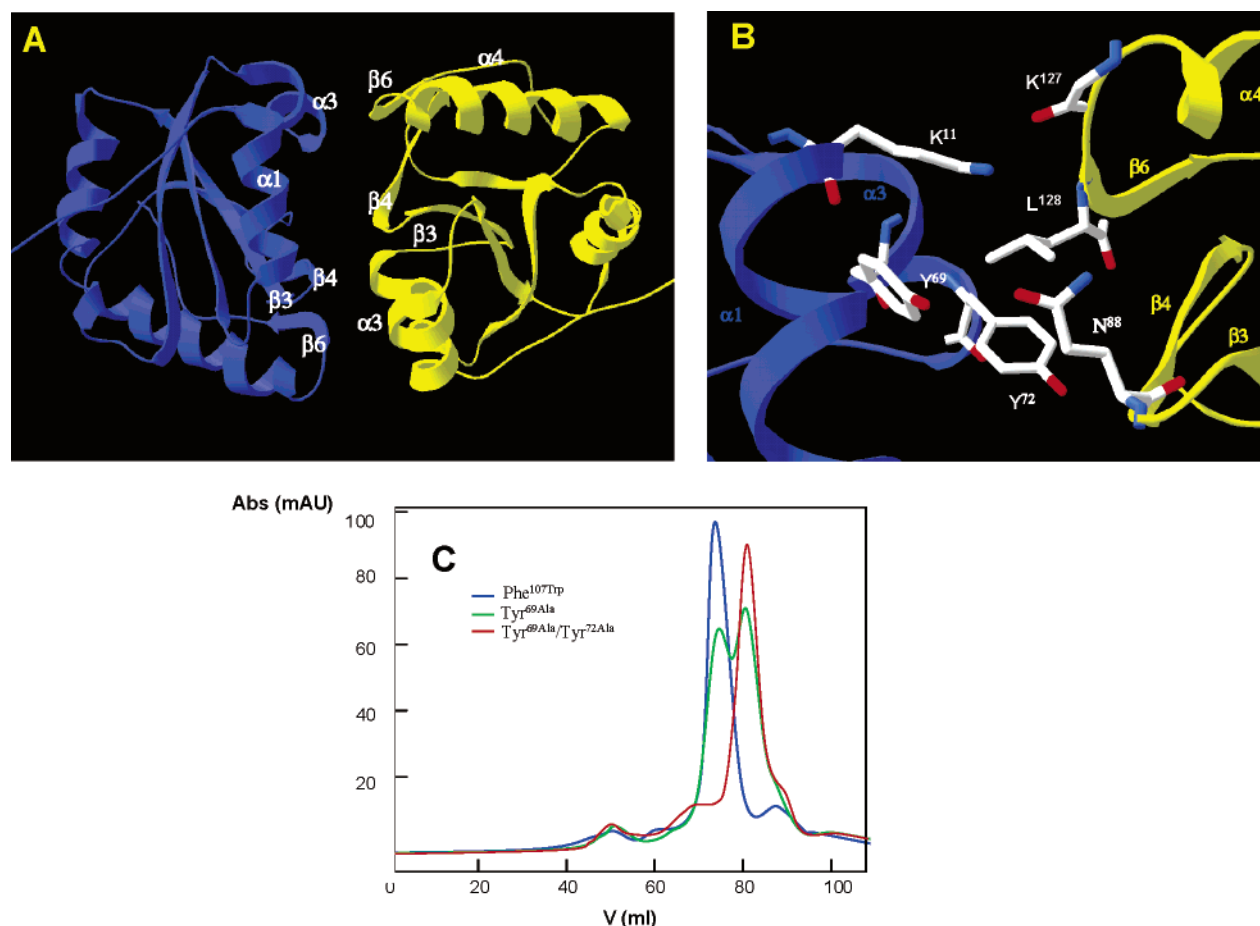 A
β6
α4
α3
α1
β4
β3
β4
β3
α3
β6
B
K¹²⁷
α4
K¹¹
β6
α3
L¹²⁸
Y⁶⁹
α1
β4
N⁸⁸
β3
Y⁷²
Abs (mAU)
100
C
80
Phe¹⁰⁷ᵀʳᵖ
Tyr⁶⁹ᴬˡᵃ
60
Tyr⁶⁹ᴬˡᵃ/Tyr⁷²ᴬˡᵃ
40
20
0 20 40 60 80 100
V (ml)